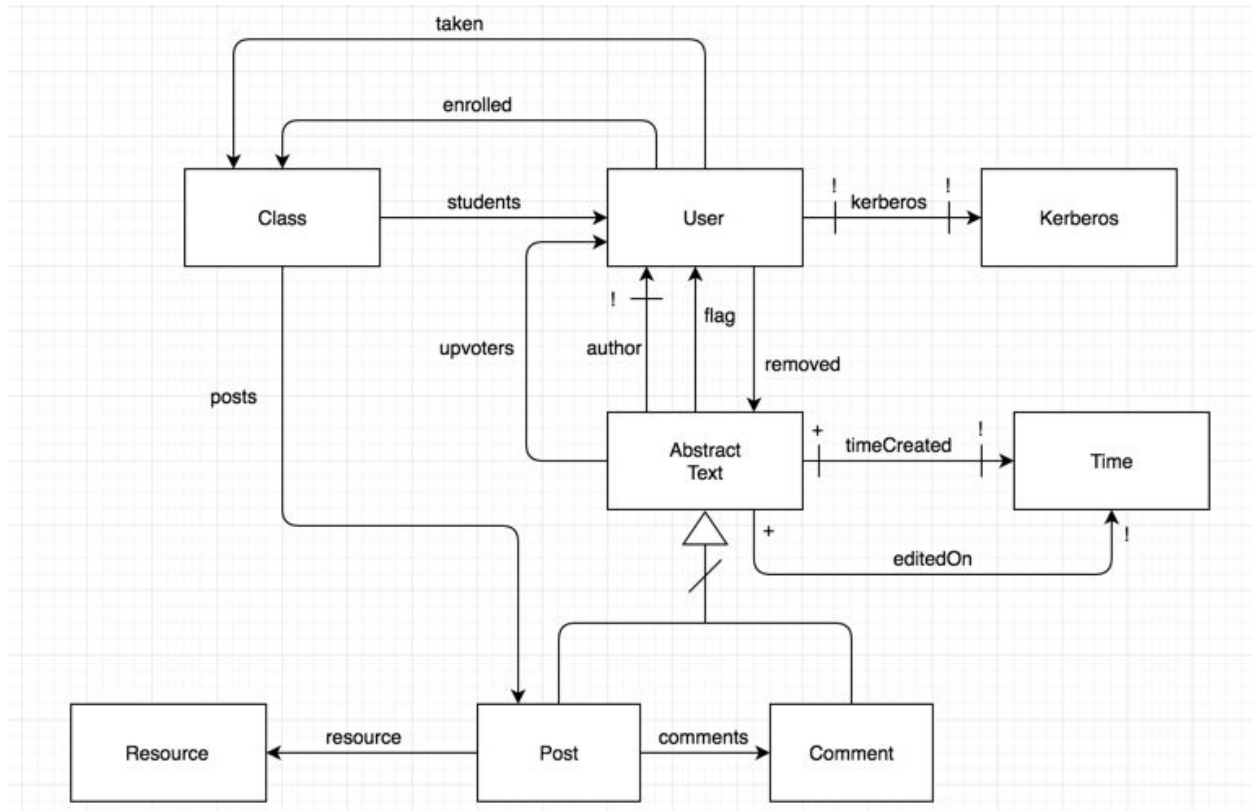 taken
enrolled
Class
students
User
!
kerberos
!
Kerberos
!
flag
upvoters
author
removed
posts
Abstract
Text
+
timeCreated
!
Time
+
editedOn
!
Resource
resource
Post
comments
Comment